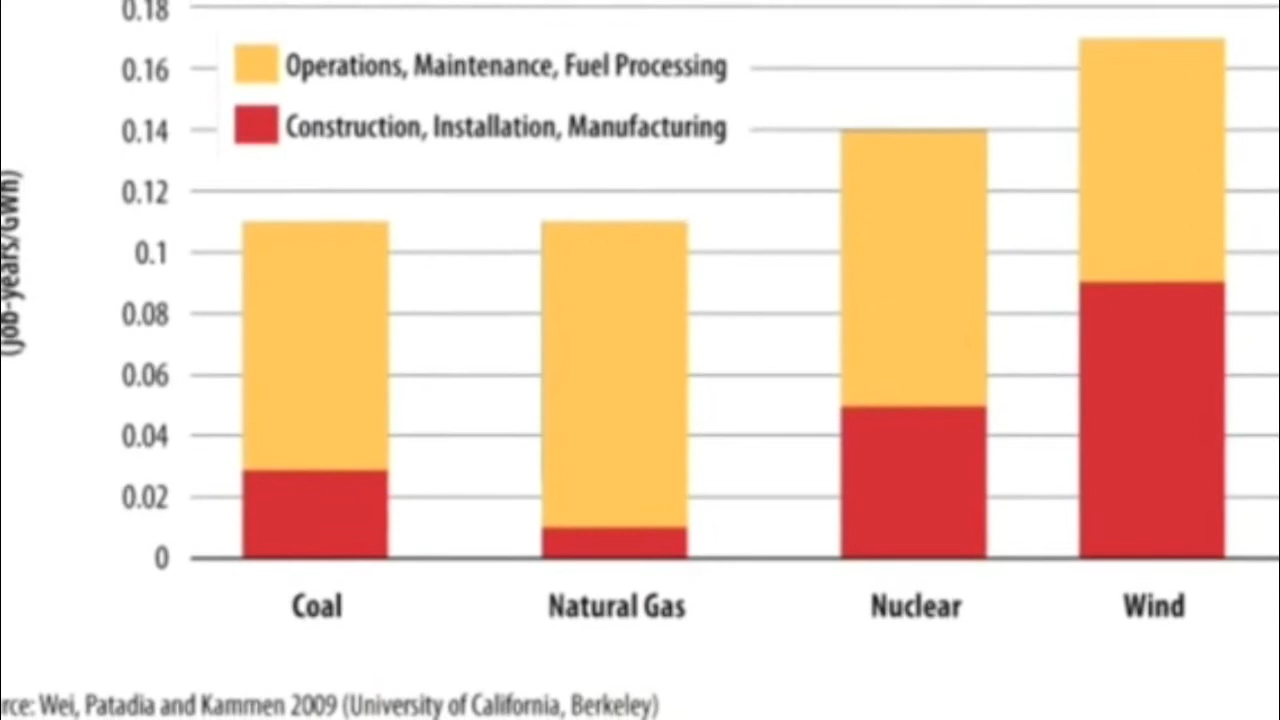 0.18
Operations, Maintenance, Fuel Processing
0.16
Construction, Installation, Manufacturing
0.14
0.12
0.1
0.08
0.06
0.04
0.02
0
(job-years/GWh)
Coal
Natural Gas
Nuclear
Wind
rce: Wei, Patadia and Kammen 2009 (University of California, Berkeley)